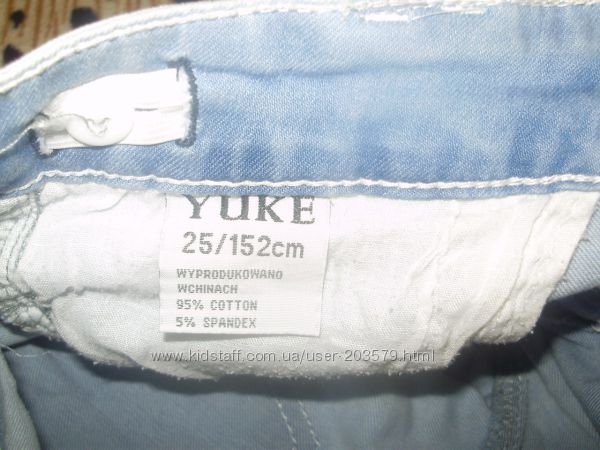 YUKE
25/152cm
WYPRODUKOWANO
WCHINACH
95% COTTON
5% SPANDEX
www.kidstaff.com.ua/user-203579.html